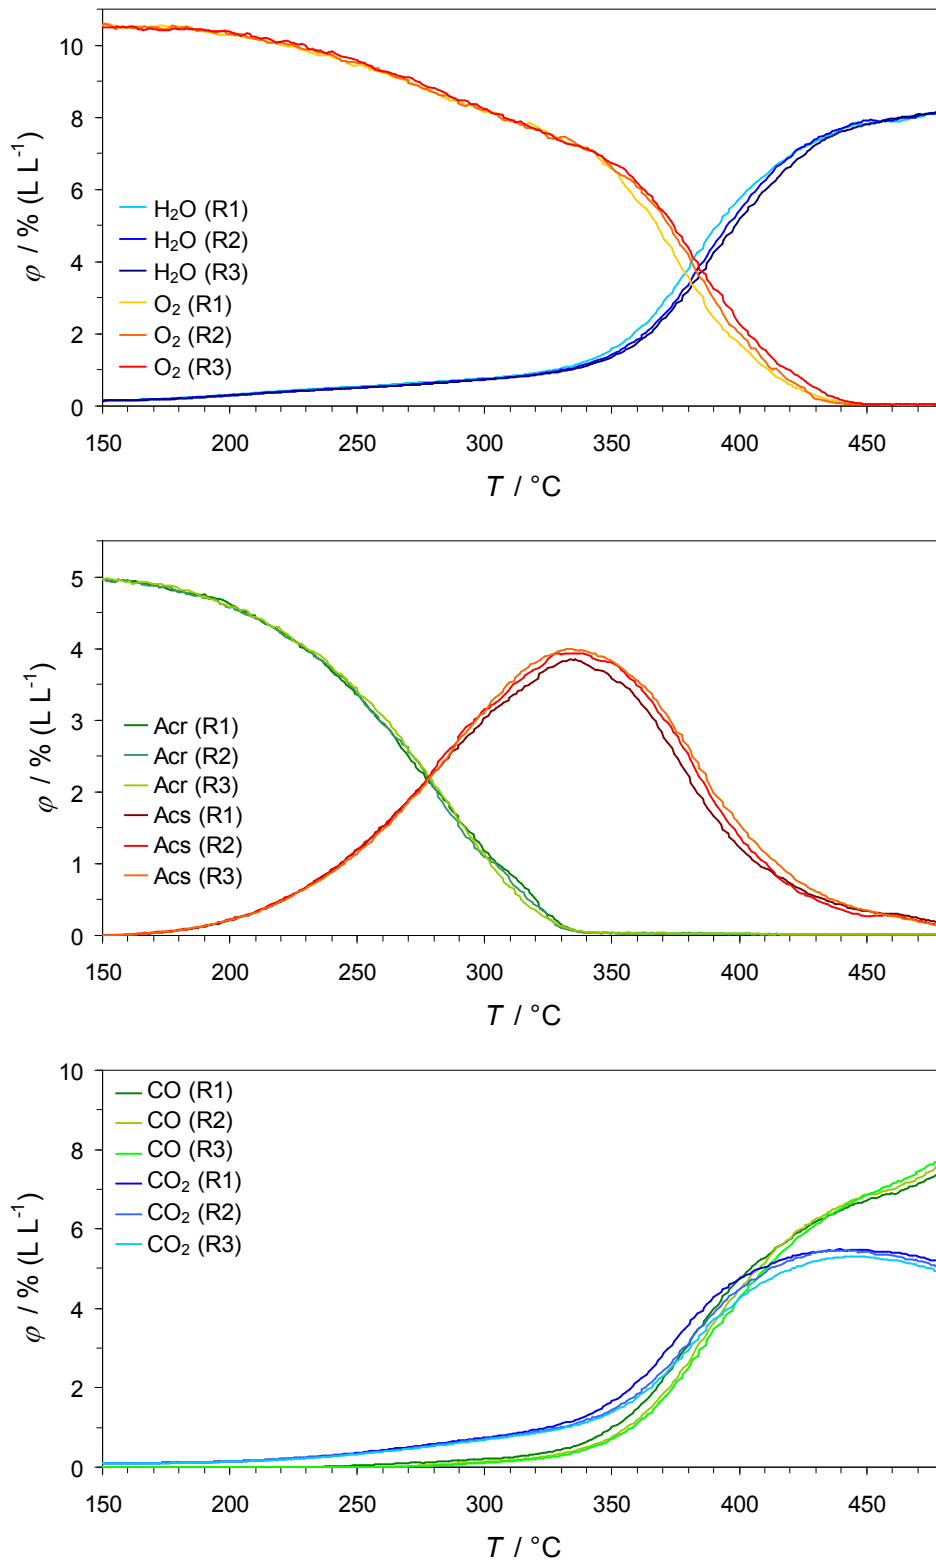 10
8
6
4
2
0
φ / % (L L⁻¹)
H₂O (R1)
H₂O (R2)
H₂O (R3)
O₂ (R1)
O₂ (R2)
O₂ (R3)
150 200 250 300 350 400 450
T / °C
5
4
3
2
1
0
φ / % (L L⁻¹)
Acr (R1)
Acr (R2)
Acr (R3)
Acs (R1)
Acs (R2)
Acs (R3)
150 200 250 300 350 400 450
T / °C
10
8
6
4
2
0
φ / % (L L⁻¹)
CO (R1)
CO (R2)
CO (R3)
CO₂ (R1)
CO₂ (R2)
CO₂ (R3)
150 200 250 300 350 400 450
T / °C